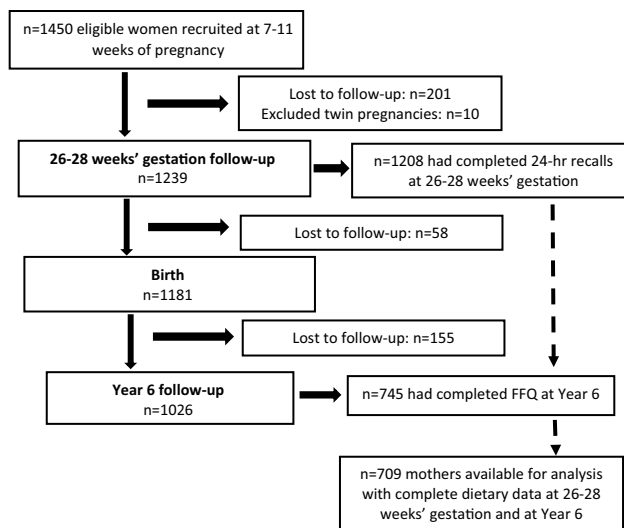 n=1450 eligible women recruited at 7-11
weeks of pregnancy
Lost to follow-up: n=201
Excluded twin pregnancies: n=10
26-28 weeks' gestation follow-up
n=1239
n=1208 had completed 24-hr recalls
at 26-28 weeks' gestation
Lost to follow-up: n=58
Birth
n=1181
Lost to follow-up: n=155
Year 6 follow-up
n=1026
n=745 had completed FFQ at Year 6
n=709 mothers available for analysis
with complete dietary data at 26-28
weeks' gestation and at Year 6